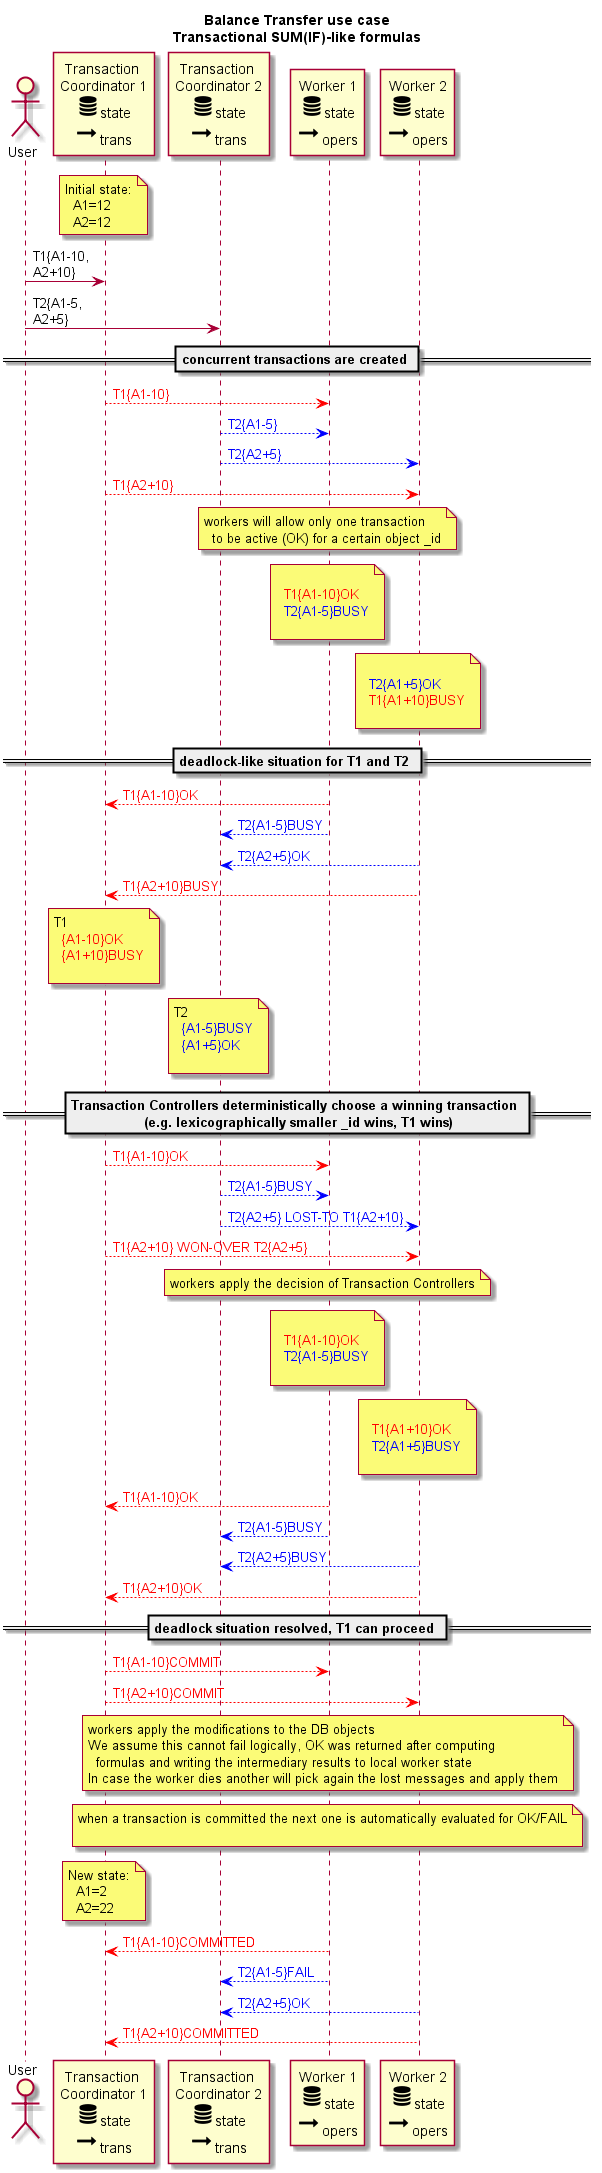 Balance Transfer use case
Transactional SUM(IF)-like formulas
User
Transaction
Coordinator 1
state
trans
Transaction
Coordinator 2
state
trans
Worker 1
state
opers
Worker 2
state
opers
Initial state:
A1=12
A2=12
T1{A1-10,
A2+10}
T2{A1-5,
A2+5}
concurrent transactions are created
T1{A1-10}
T2{A1-5}
T2{A2+5}
T1{A2+10}
workers will allow only one transaction
to be active (OK) for a certain object _id
T1{A1-10}OK
T2{A1-5}BUSY
T2{A1+5}OK
T1{A1+10}BUSY
deadlock-like situation for T1 and T2
T1{A1-10}OK
T2{A1-5}BUSY
T2{A2+5}OK
T1{A2+10}BUSY
T1
{A1-10}OK
{A1+10}BUSY
T2
{A1-5}BUSY
{A1+5}OK
Transaction Controllers deterministically choose a winning transaction
(e.g. lexicographically smaller _id wins, T1 wins)
T1{A1-10}OK
T2{A1-5}BUSY
T2{A2+5} LOST-TO T1{A2+10}
T1{A2+10} WON-OVER T2{A2+5}
workers apply the decision of Transaction Controllers
T1{A1-10}OK
T2{A1-5}BUSY
T1{A1+10}OK
T2{A1+5}BUSY
T1{A1-10}OK
T2{A1-5}BUSY
T2{A2+5}BUSY
T1{A2+10}OK
deadlock situation resolved, T1 can proceed
T1{A1-10}COMMIT
T1{A2+10}COMMIT
workers apply the modifications to the DB objects
We assume this cannot fail logically, OK was returned after computing
formulas and writing the intermediary results to local worker state
In case the worker dies another will pick again the lost messages and apply them
when a transaction is committed the next one is automatically evaluated for OK/FAIL
New state:
A1=2
A2=22
T1{A1-10}COMMITTED
T2{A1-5}FAIL
T2{A2+5}OK
T1{A2+10}COMMITTED
User
Transaction
Coordinator 1
state
trans
Transaction
Coordinator 2
state
trans
Worker 1
state
opers
Worker 2
state
opers